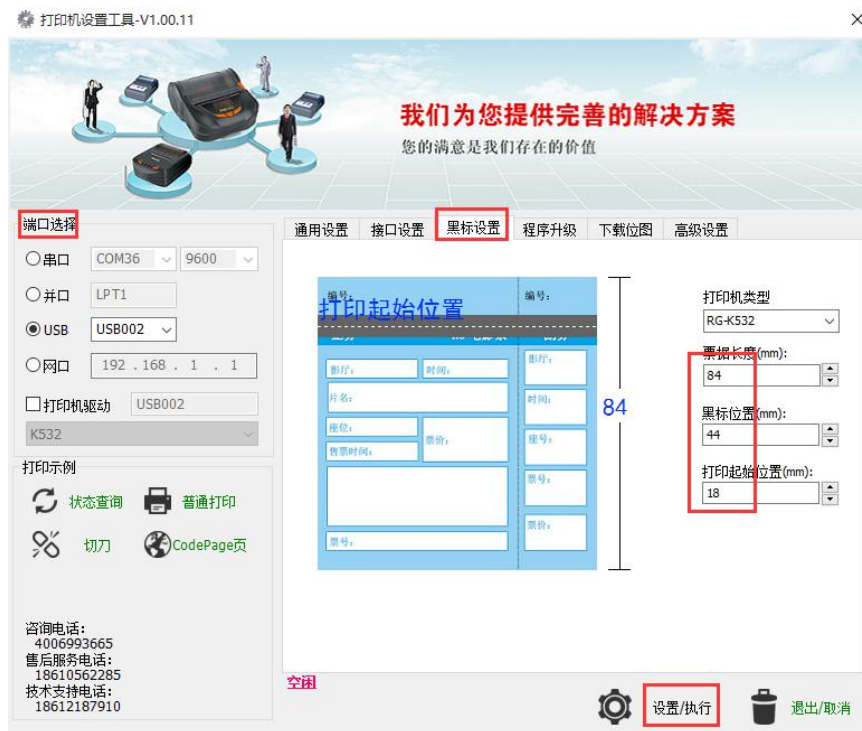 打印机设置工具-V1.00.11
我们为您提供完善的解决方案
您的满意是我们存在的价值
端口选择
串口 COM36 9600
并口 LPT1
USB USB002
网口 192 . 168 . 1 . 1
打印机驱动 USB002
K532
打印示例
状态查询 普通打印
切刀 CodePage页
咨询电话:
4006993665
售后服务电话:
18610562285
技术支持电话:
18612187910
通用设置 接口设置 黑标设置 程序升级 下载位图 高级设置
编号: 编号:
打印起始位置
影厅: 时间: 影厅:
片名: 时间:
座位: 票价: 座号:
售票时间:
票号:
票号: 票价:
84
打印机类型
RG-K532
票据长度(mm):
84
黑标位置(mm):
44
打印起始位置(mm):
18
空闲
设置/执行 退出/取消